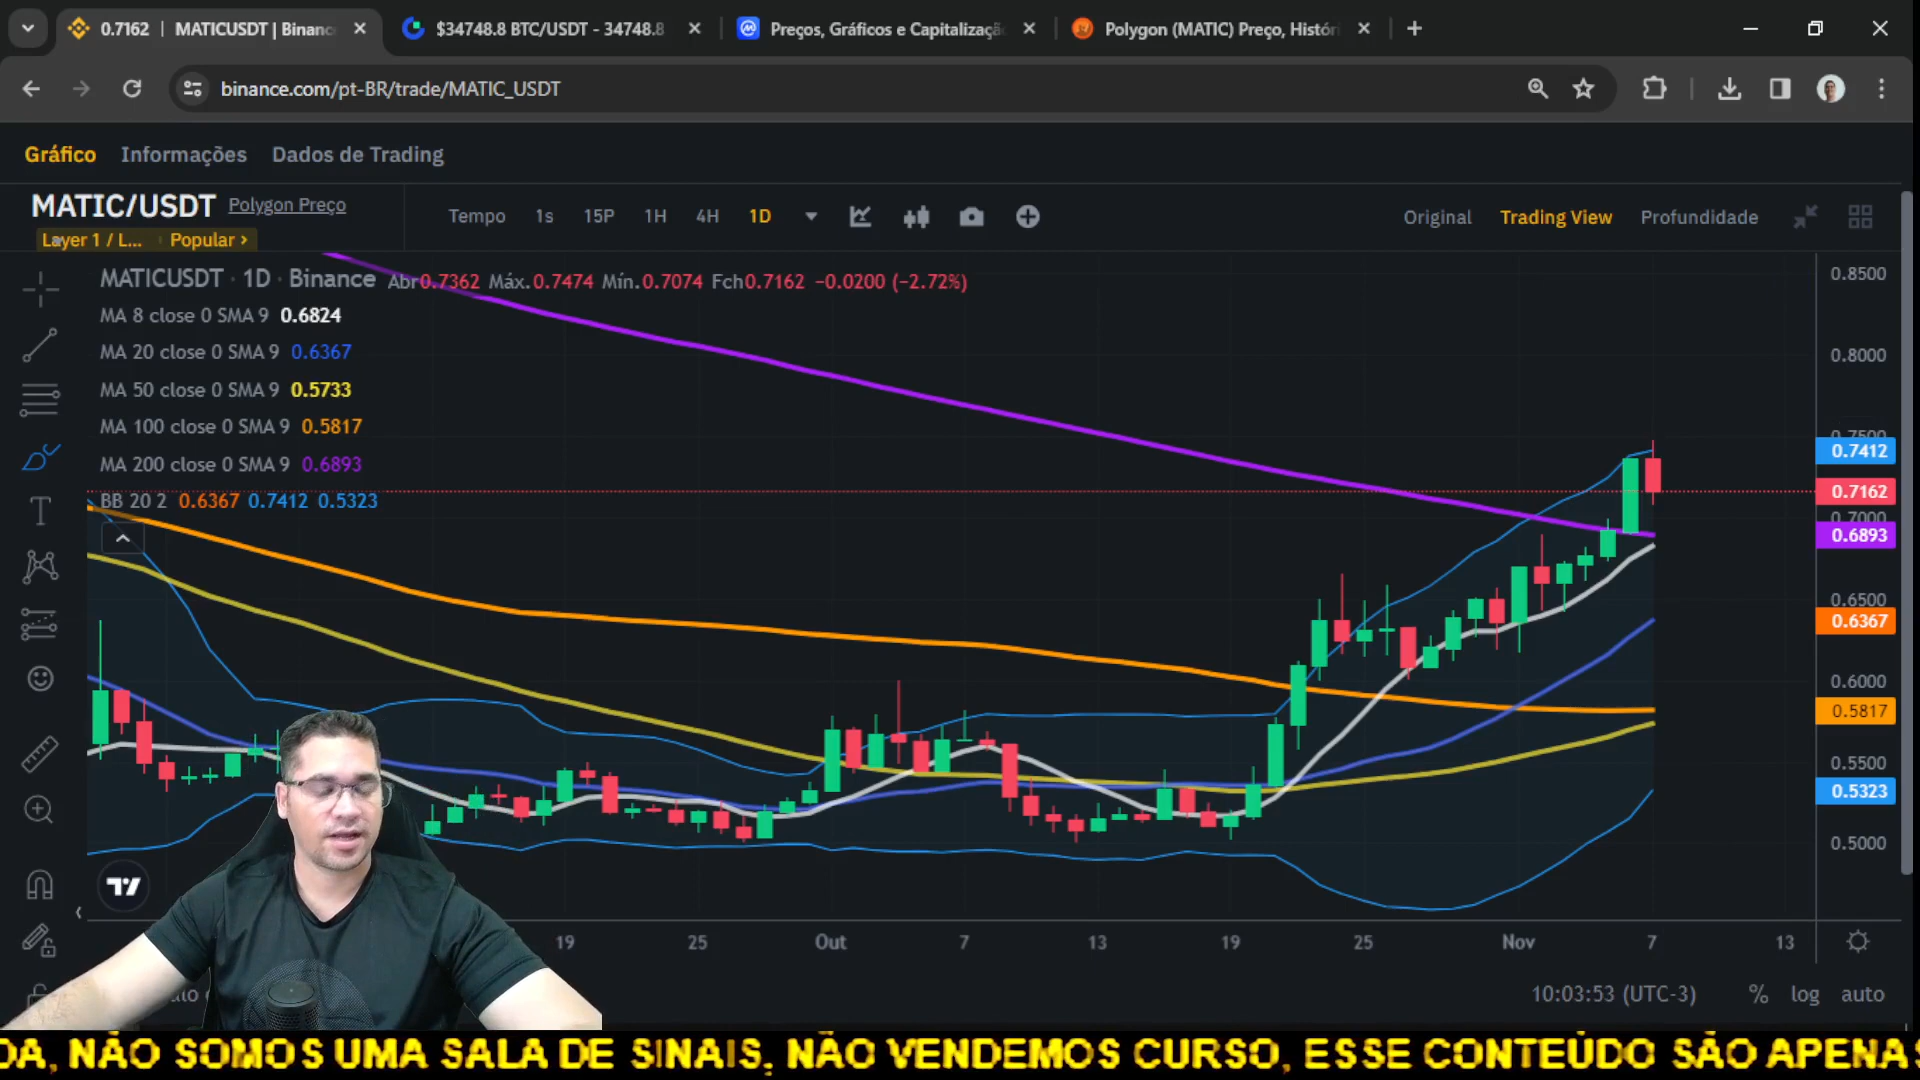 0.7162 | MATICUSDT | Binanc
$34748.8 BTC/USDT - 34748.8
Preços, Gráficos e Capitalizaçã
Polygon (MATIC) Preço, Históri
binance.com/pt-BR/trade/MATIC_USDT
Gráfico Informações Dados de Trading
MATIC/USDT Polygon Preço
Layer 1 / L... Popular
Tempo 1s 15P 1H 4H 1D
Original Trading View Profundidade
MATICUSDT · 1D · Binance Abr0.7362 Máx.0.7474 Mín.0.7074 Fch0.7162 −0.0200 (−2.72%)
MA 8 close 0 SMA 9 0.6824
MA 20 close 0 SMA 9 0.6367
MA 50 close 0 SMA 9 0.5733
MA 100 close 0 SMA 9 0.5817
MA 200 close 0 SMA 9 0.6893
BB 20 2 0.6367 0.7412 0.5323
0.8500
0.8000
0.7500
0.7412
0.7162
0.7000
0.6893
0.6500
0.6367
0.6000
0.5817
0.5500
0.5323
0.5000
19 25 Out 7 13 19 25 Nov 7 13
10:03:53 (UTC-3) % log auto
DA, NÃO SOMOS UMA SALA DE SINAIS, NÃO VENDEMOS CURSO, ESSE CONTEÚDO SÃO APENAS